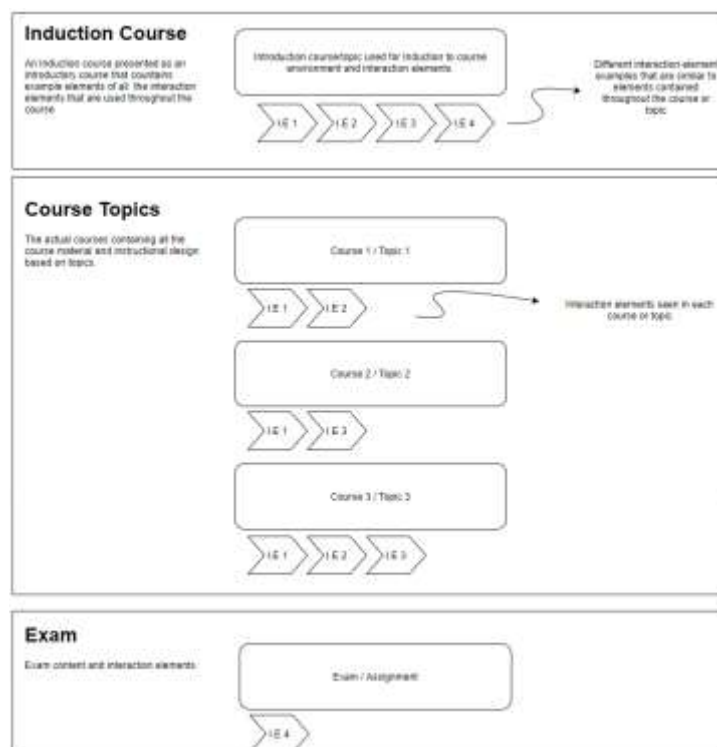 Induction Course
An induction course presented as an
introductory course that countains
example elements of all the interaction
elements that are used throughout the
course
Introduction course/topic used for induction to course
environment and interaction elements
I.E 1
I.E 2
I.E 3
I.E 4
Different interaction element
examples that are similar to
elements contained
throughout the course or
topic
Course Topics
The actual courses containing all the
course material and instructional design
based on topics.
Course 1 / Topic 1
I.E 1
I.E 2
Interaction elements seen in each
course or topic
Course 2 / Topic 2
I.E 1
I.E 3
Course 3 / Topic 3
I.E 1
I.E 2
I.E 3
Exam
Exam content and interaction elements
Exam / Assignment
I.E 4